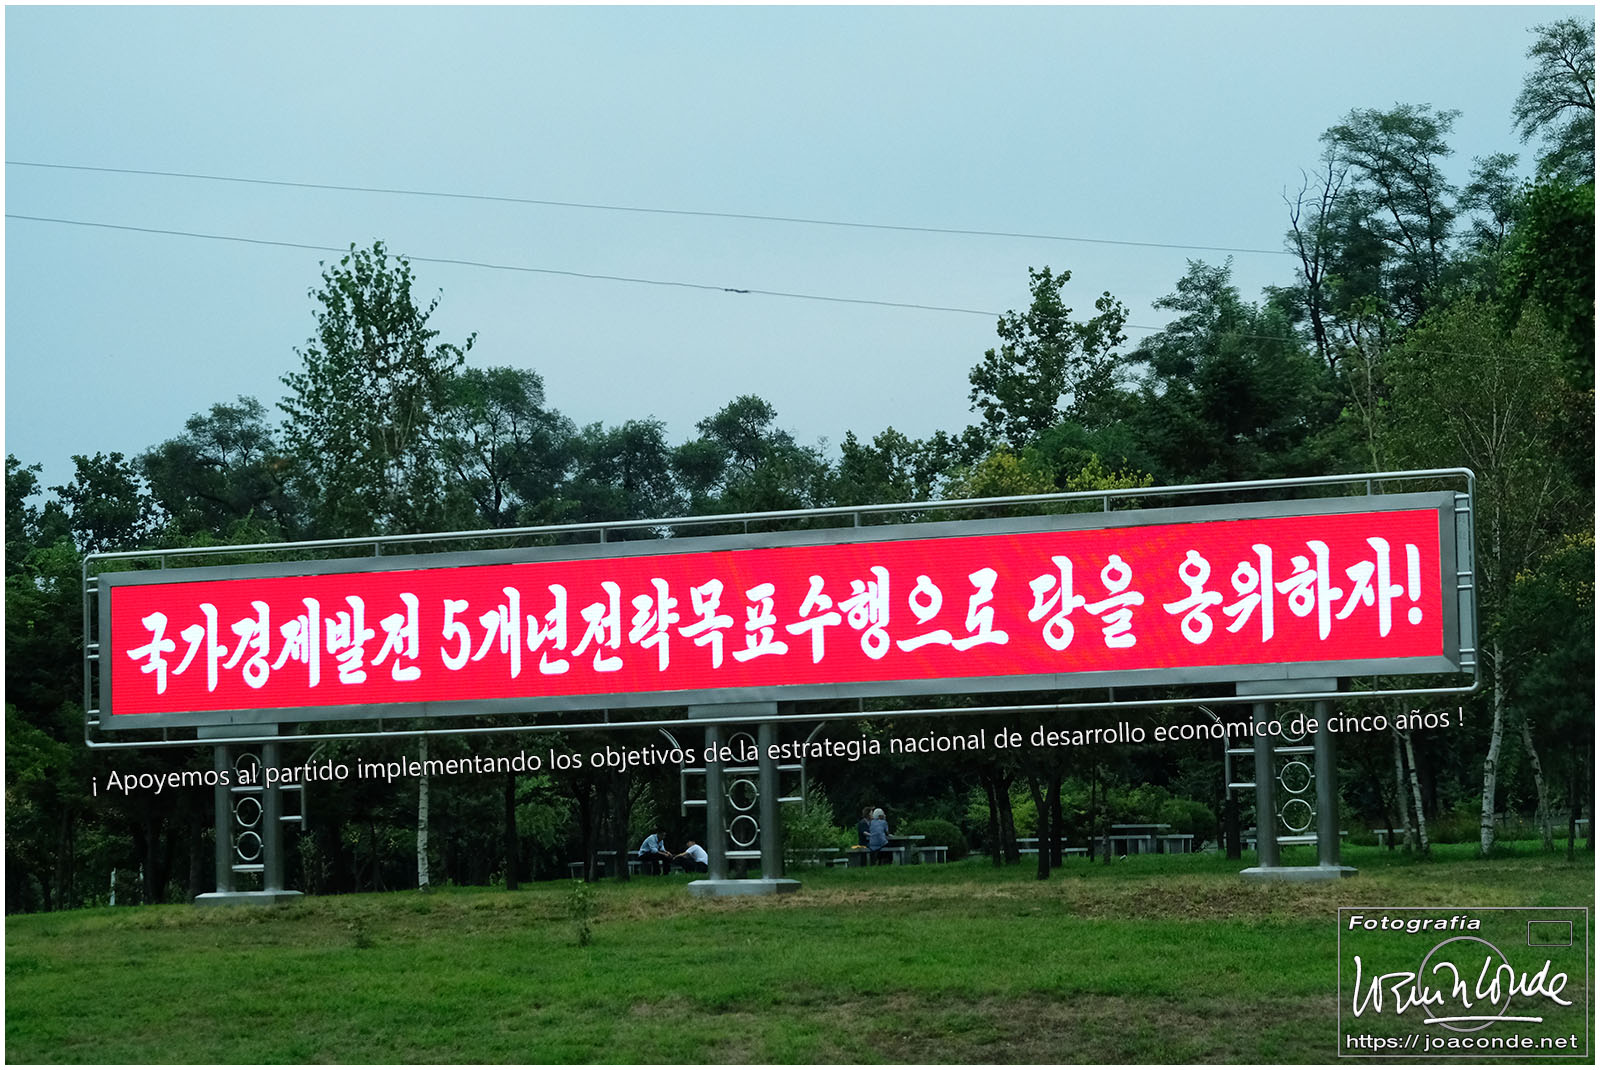 국가경제발전 5개년전략목표수행으로 당을 옹위하자!
¡ Apoyemos al partido implementando los objetivos de la estrategia nacional de desarrollo económico de cinco años !
Fotografía
https://joaconde.net